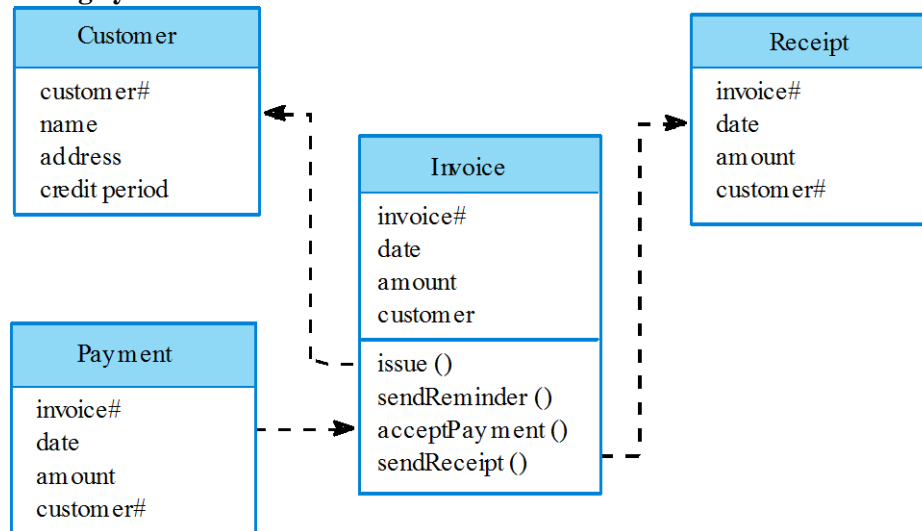 Customer
customer#
name
address
credit period
Receipt
invoice#
date
amount
customer#
Invoice
invoice#
date
amount
customer
issue ()
sendReminder ()
acceptPayment ()
sendReceipt ()
Payment
invoice#
date
amount
customer#